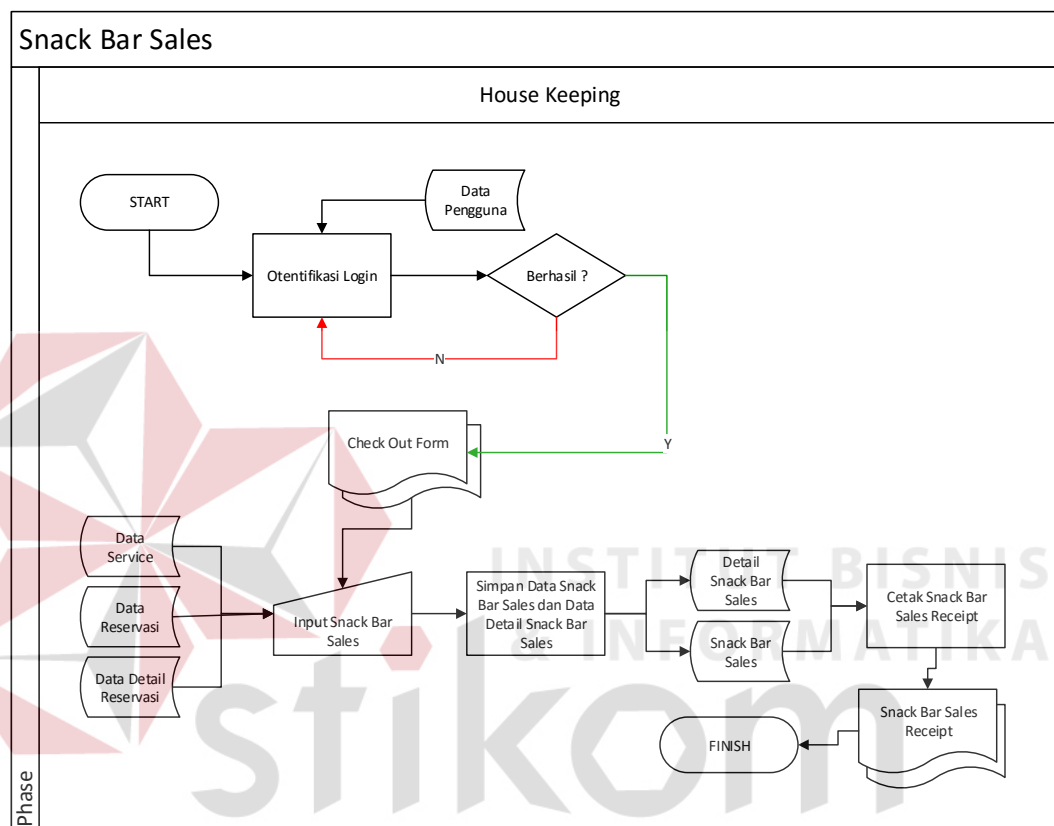 Snack Bar Sales
House Keeping
Phase
START
Data
Pengguna
Otentifikasi Login
Berhasil ?
N
Y
Check Out Form
Data
Service
Data
Reservasi
Data Detail
Reservasi
Input Snack Bar
Sales
Simpan Data Snack
Bar Sales dan Data
Detail Snack Bar
Sales
Detail
Snack Bar
Sales
Snack Bar
Sales
Cetak Snack Bar
Sales Receipt
Snack Bar Sales
Receipt
FINISH
INSTITUT BISNIS
& INFORMATIKA
stikom